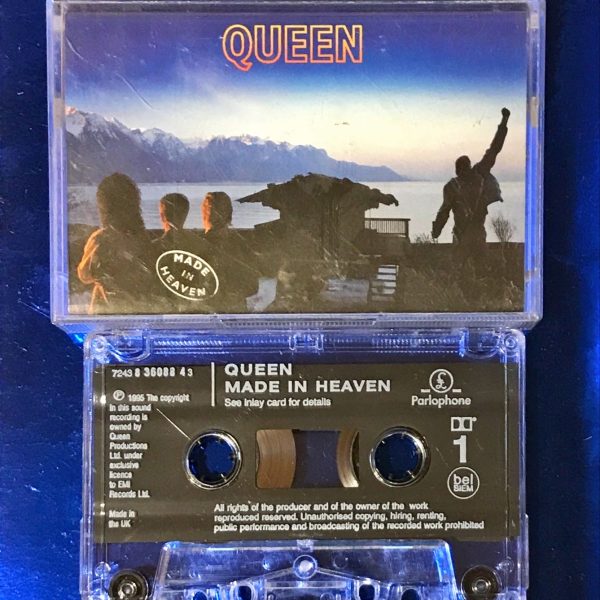 QUEEN
MADE
IN
HEAVEN
7243 8 36088 4 3
QUEEN
MADE IN HEAVEN
See inlay card for details
£
Parlophone
℗ 1995 The copyright
in this sound
recording is
owned by
Queen
Productions
Ltd. under
exclusive
licence
to EMI
Records Ltd.
Made in
the UK
1
bel
BIEM
All rights of the producer and of the owner of the work
reproduced reserved. Unauthorised copying, hiring, renting,
public performance and broadcasting of the recorded work prohibited